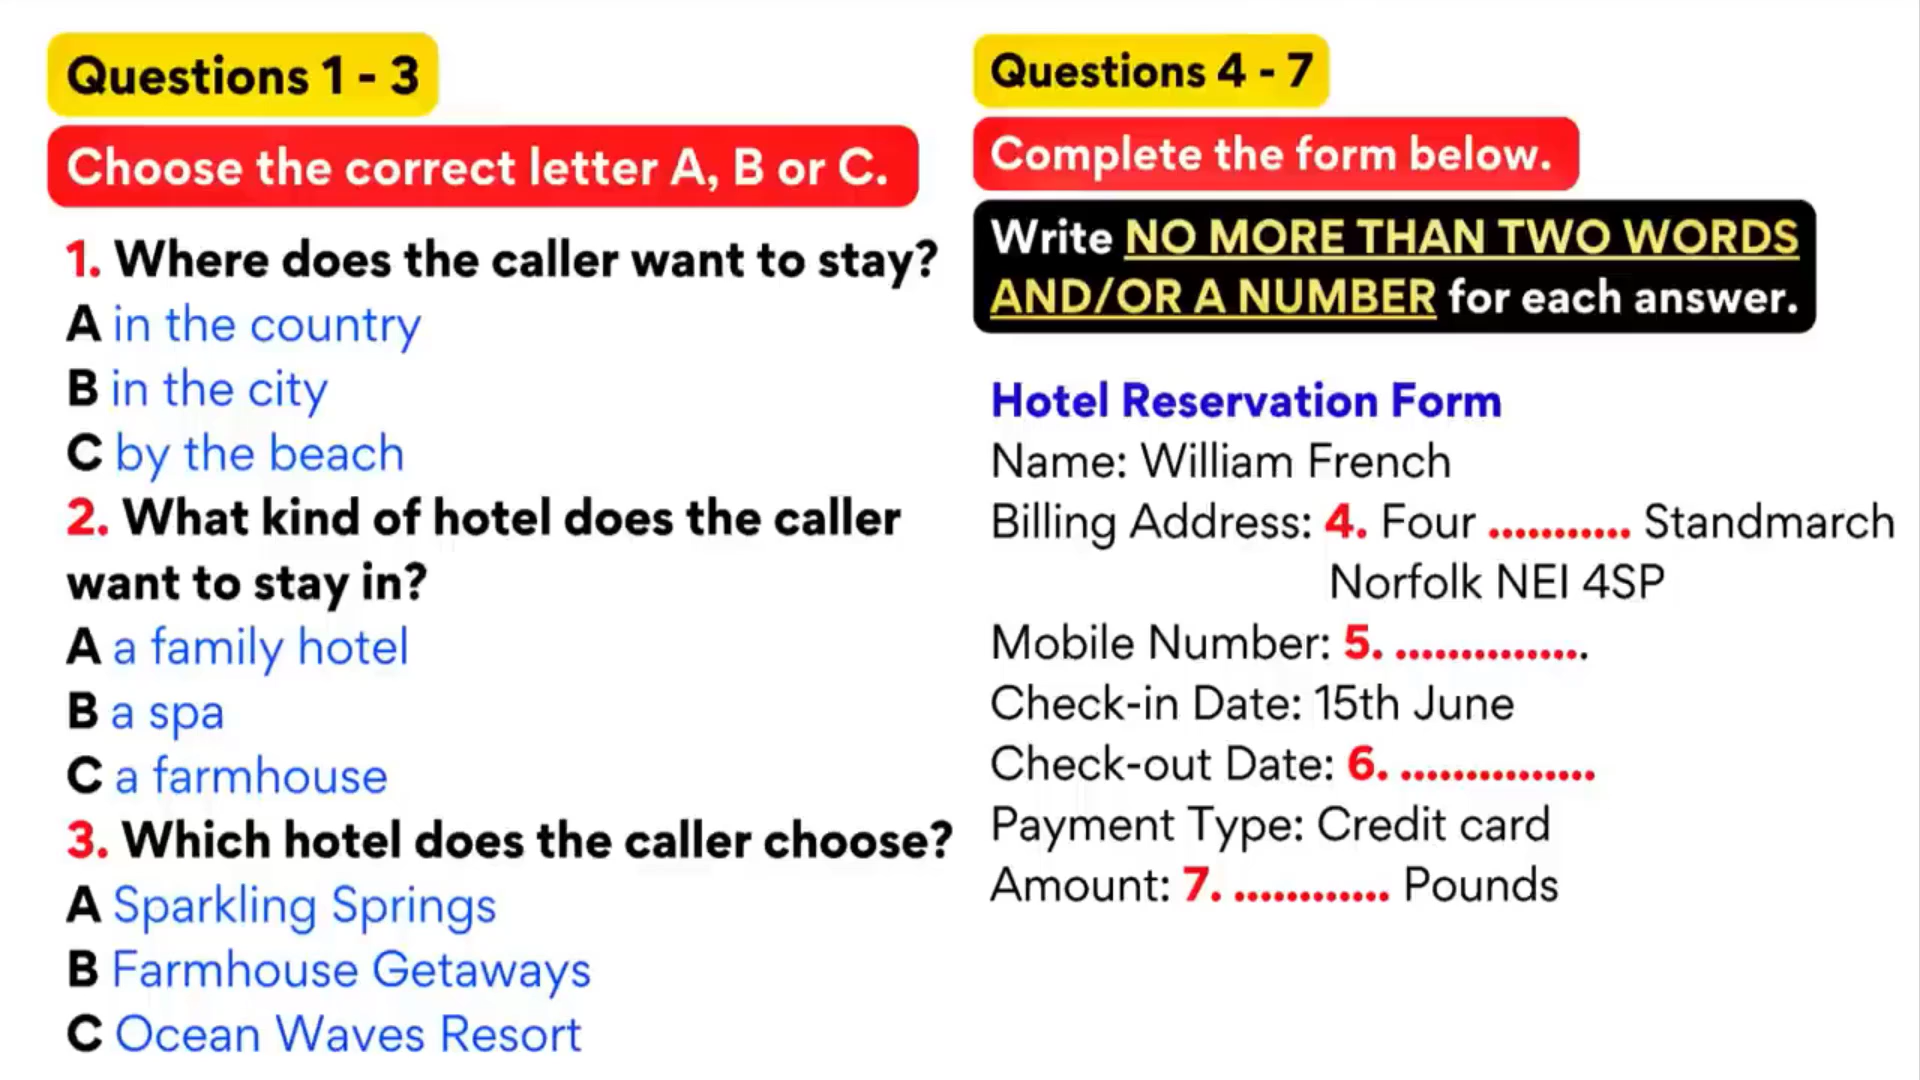 Questions 1 - 3
Choose the correct letter A, B or C.
1. Where does the caller want to stay?
A in the country
B in the city
C by the beach
2. What kind of hotel does the caller
want to stay in?
A a family hotel
B a spa
C a farmhouse
3. Which hotel does the caller choose?
A Sparkling Springs
B Farmhouse Getaways
C Ocean Waves Resort
Questions 4 - 7
Complete the form below.
Write NO MORE THAN TWO WORDS
AND/OR A NUMBER for each answer.
Hotel Reservation Form
Name: William French
Billing Address: 4. Four ........... Standmarch
Norfolk NEI 4SP
Mobile Number: 5. ...............
Check-in Date: 15th June
Check-out Date: 6. ...............
Payment Type: Credit card
Amount: 7. ............ Pounds